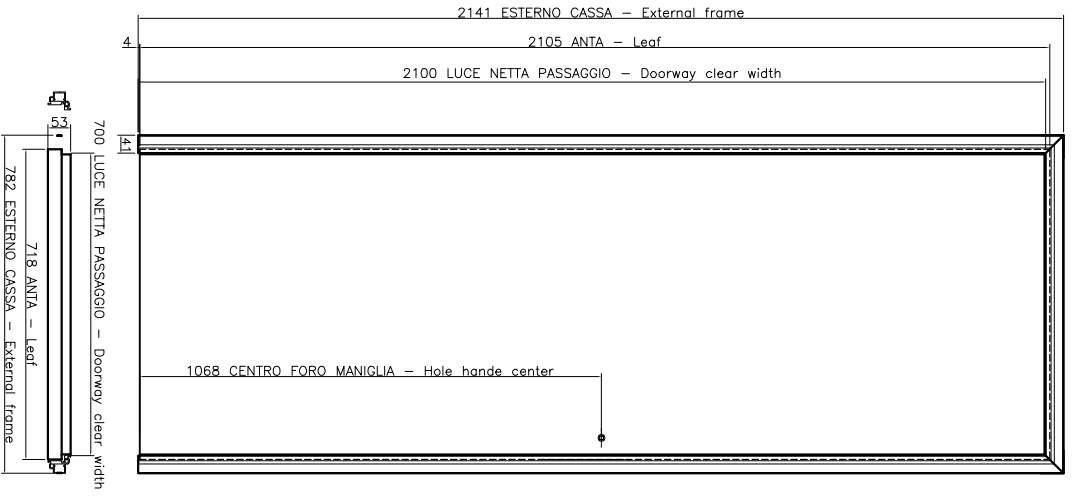 2141 ESTERNO CASSA – External frame
4
2105 ANTA – Leaf
2100 LUCE NETTA PASSAGGIO – Doorway clear width
53
41
700 LUCE NETTA PASSAGGIO – Doorway clear width
718 ANTA – Leaf
782 ESTERNO CASSA – External frame
1068 CENTRO FORO MANIGLIA – Hole hande center